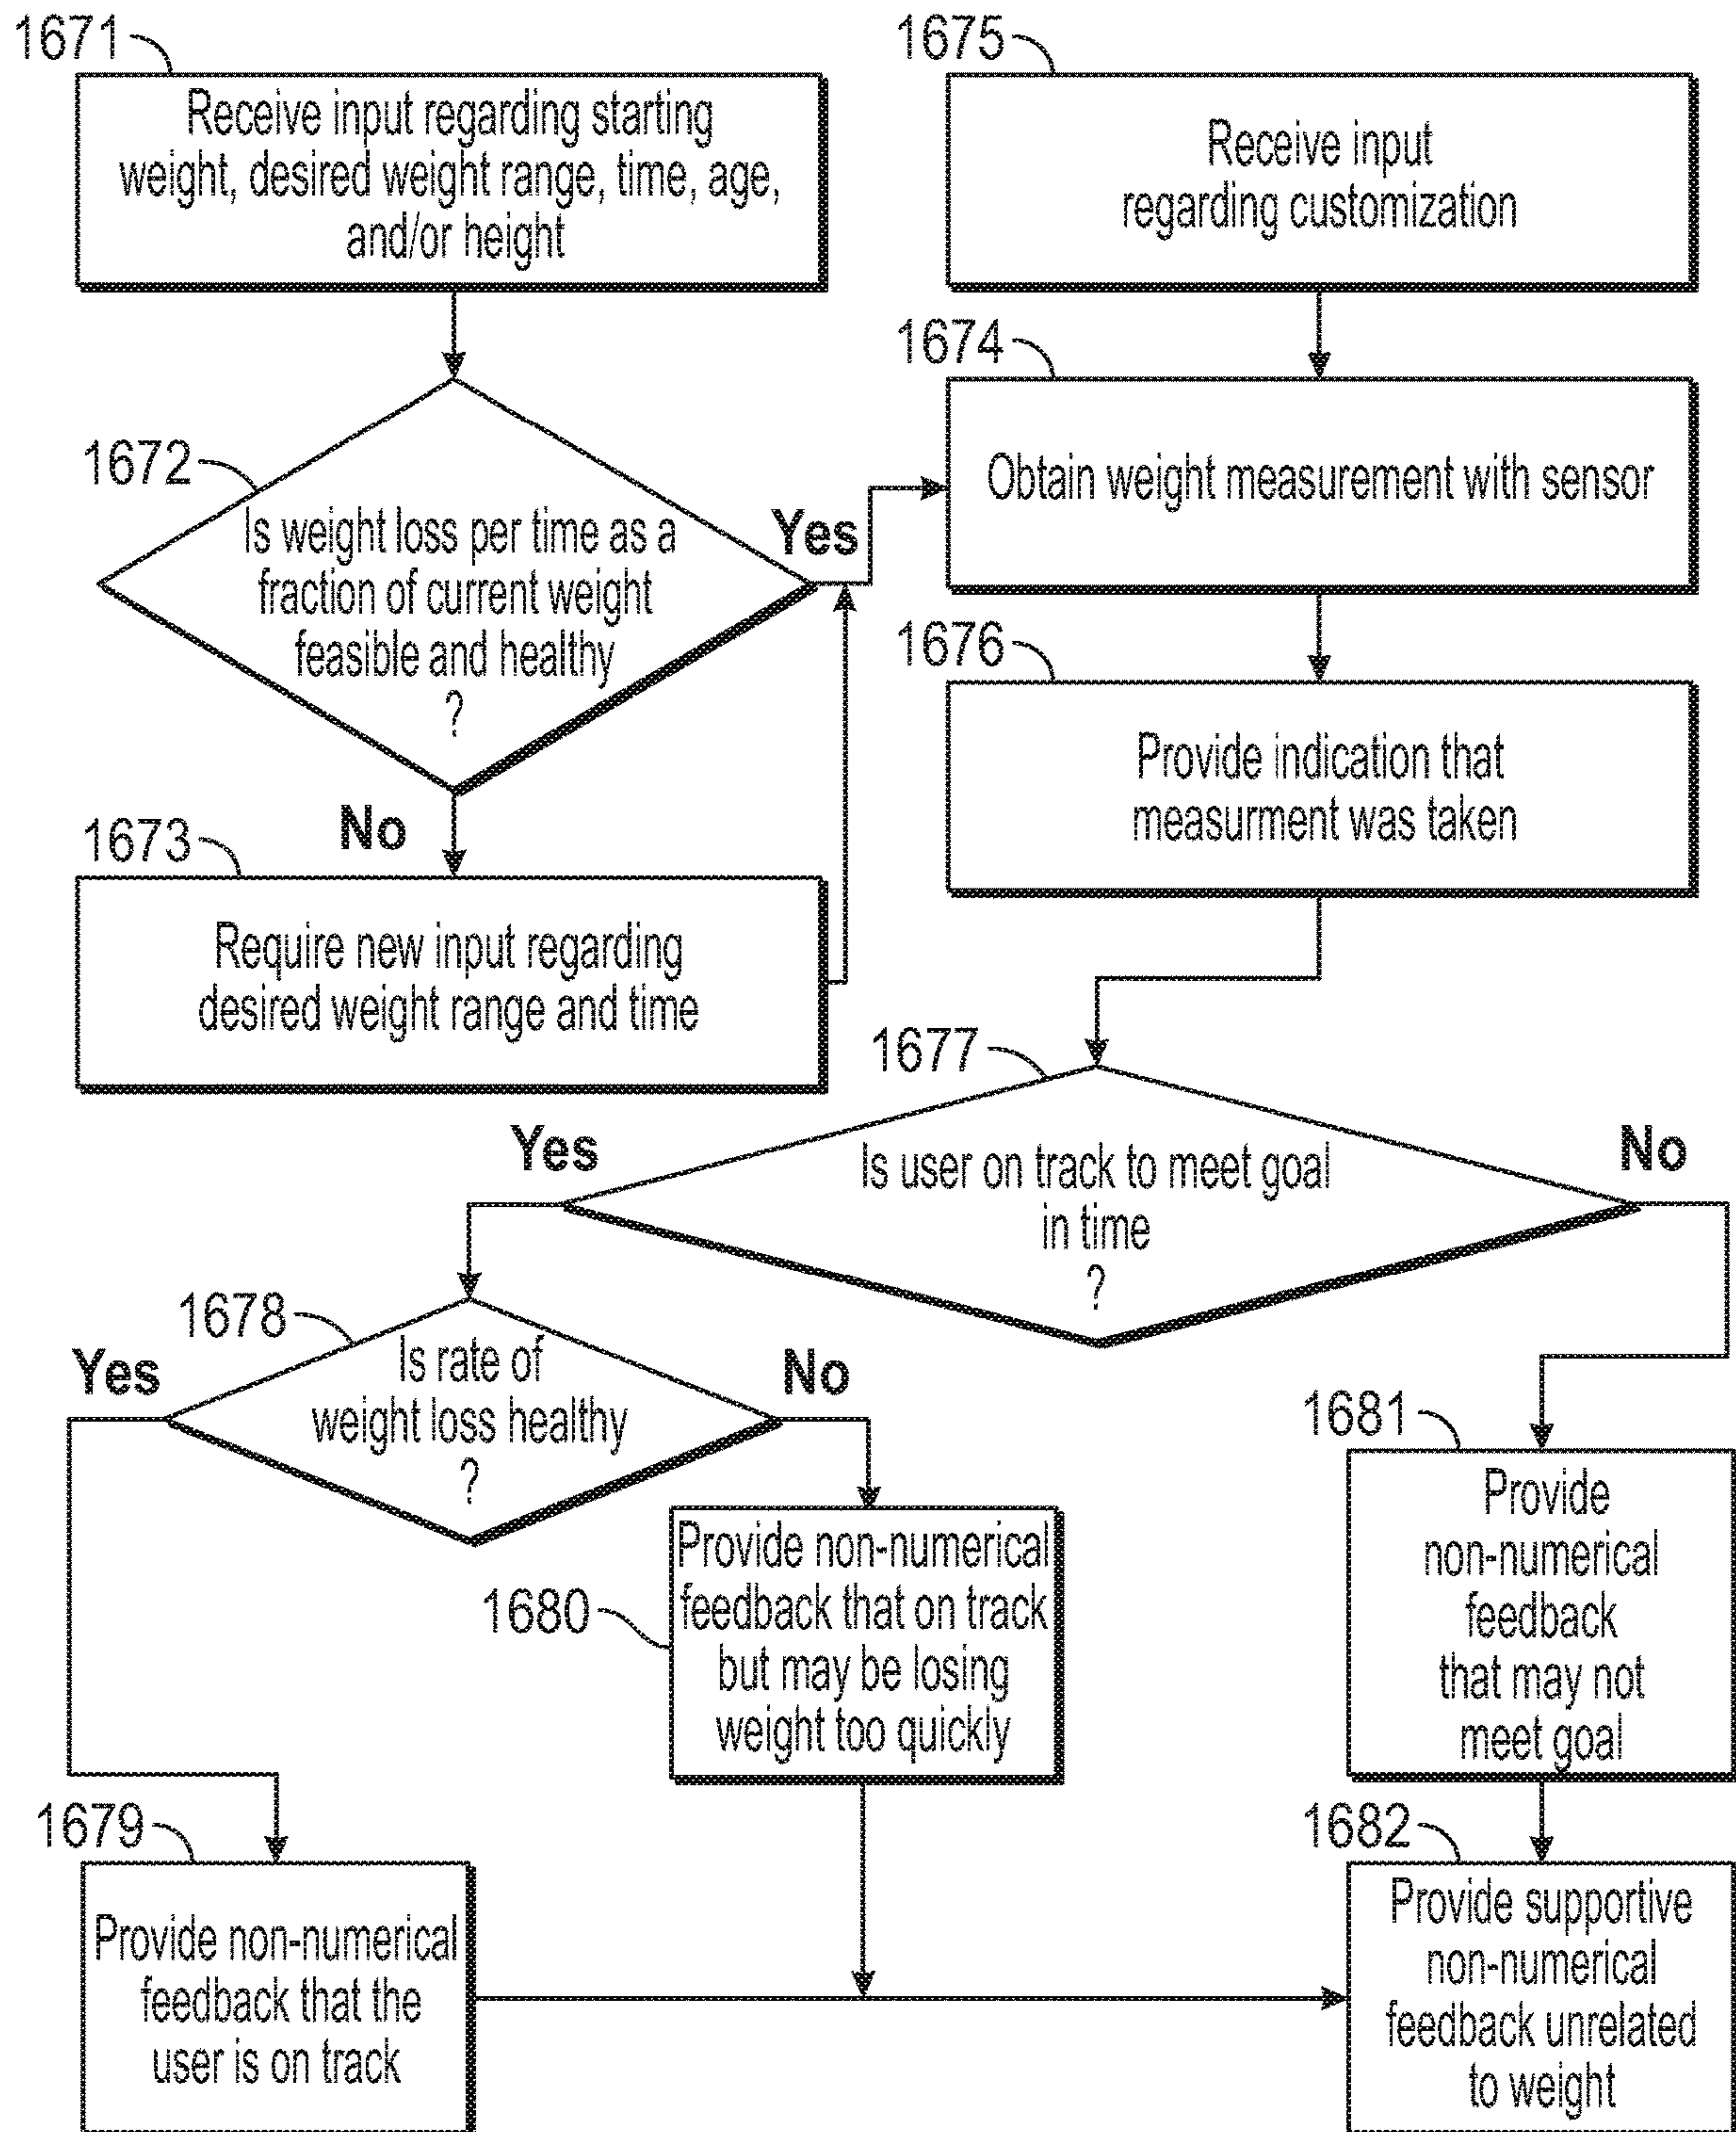 1671
Receive input regarding starting
weight, desired weight range, time, age,
and/or height
1675
Receive input
regarding customization
1672
Is weight loss per time as a
fraction of current weight
feasible and healthy
?
Yes
No
1674
Obtain weight measurement with sensor
1673
Require new input regarding
desired weight range and time
1676
Provide indication that
measurment was taken
1677
Is user on track to meet goal
in time
?
Yes
No
1678
Is rate of
weight loss healthy
?
Yes
No
1680
Provide non-numerical
feedback that on track
but may be losing
weight too quickly
1681
Provide
non-numerical
feedback
that may not
meet goal
1679
Provide non-numerical
feedback that the
user is on track
1682
Provide supportive
non-numerical
feedback unrelated
to weight